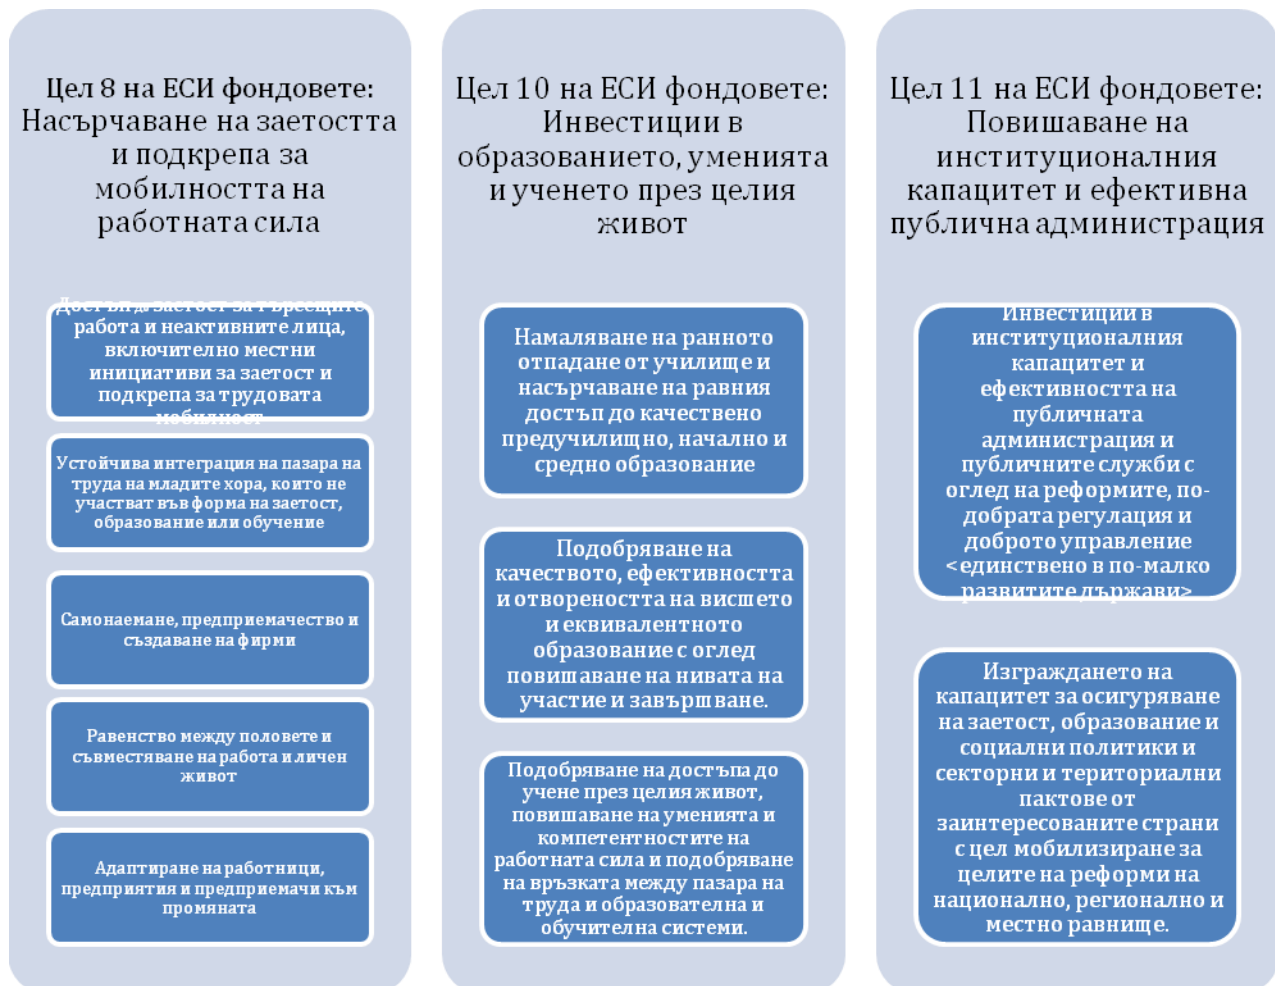 Цел 8 на ЕСИ фондовете:
Насърчаване на заетостта
и подкрепа за
мобилността на
работната сила
Достъп до заетост за търсещите
работа и неактивните лица,
включително местни
инициативи за заетост и
подкрепа за трудовата
мобилност
Устойчива интеграция на пазара на
труда на младите хора, които не
участват във форма на заетост,
образование или обучение
Самонаемане, предприемачество и
създаване на фирми
Равенство между половете и
съвместяване на работа и личен
живот
Адаптиране на работници,
предприятия и предприемачи към
промяната
Цел 10 на ЕСИ фондовете:
Инвестиции в
образованието, уменията
и ученето през целия
живот
Намаляване на ранното
отпадане от училище и
насърчаване на равния
достъп до качествено
предучилищно, начално и
средно образование
Подобряване на
качеството, ефективността
и отвореността на висшето
и еквивалентното
образование с оглед
повишаване на нивата на
участие и завършване.
Подобряване на достъпа до
учене през целия живот,
повишаване на уменията и
компетентностите на
работната сила и подобряване
на връзката между пазара на
труда и образователна и
обучителна системи.
Цел 11 на ЕСИ фондовете:
Повишаване на
институционалния
капацитет и ефективна
публична администрация
Инвестиции в
институционалния
капацитет и
ефективността на
публичната
администрация и
публичните служби с
оглед на реформите, по-
добрата регулация и
доброто управление
<единствено в по-малко
развитите държави>
Изграждането на
капацитет за осигуряване
на заетост, образование и
социални политики и
секторни и териториални
пактове от
заинтересованите страни
с цел мобилизиране за
целите на реформи на
национално, регионално и
местно равнище.